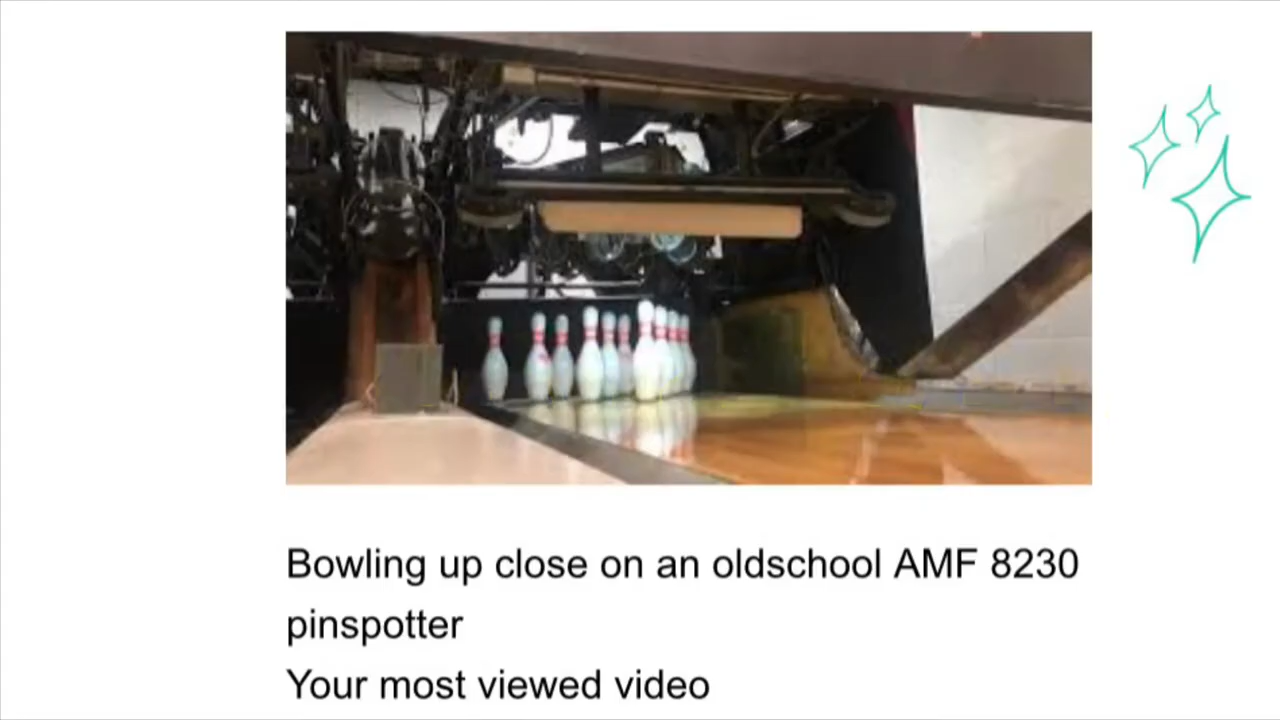 Bowling up close on an oldschool AMF 8230
pinspotter
Your most viewed video